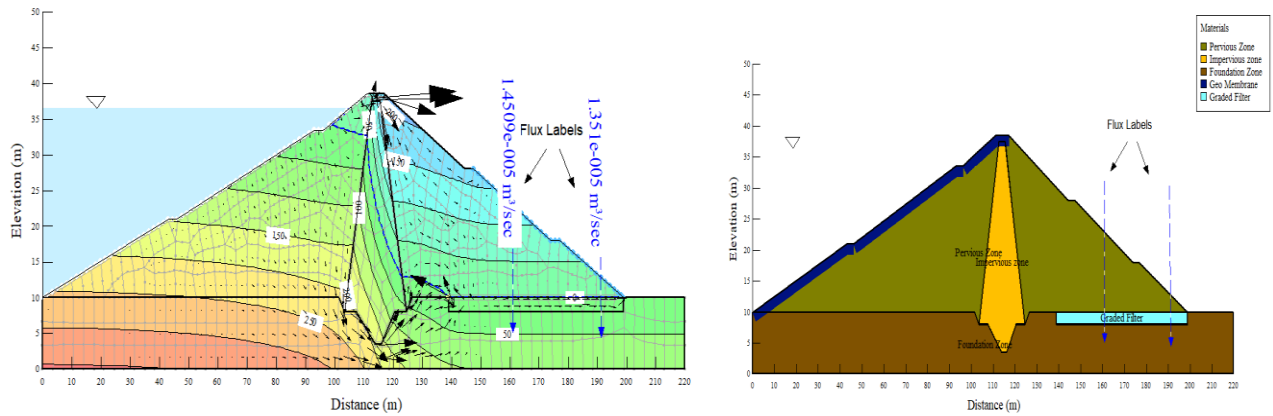 50
45
40
35
30
25
20
15
10
5
0
Elevation (m)
0 10 20 30 40 50 60 70 80 90 100 110 120 130 140 150 160 170 180 190 200 210 220
Distance (m)
150
250
100
50
1.4509e-005 m³/sec
1.351e-005 m³/sec
Flux Labels
Materials
Pervious Zone
Impervious zone
Foundation Zone
Geo Membrane
Graded Filter
50
45
40
35
30
25
20
15
10
5
0
Elevation (m)
Flux Labels
Pervious Zone
Impervious zone
Graded Filter
Foundation Zone
0 10 20 30 40 50 60 70 80 90 100 110 120 130 140 150 160 170 180 190 200 210 220
Distance (m)